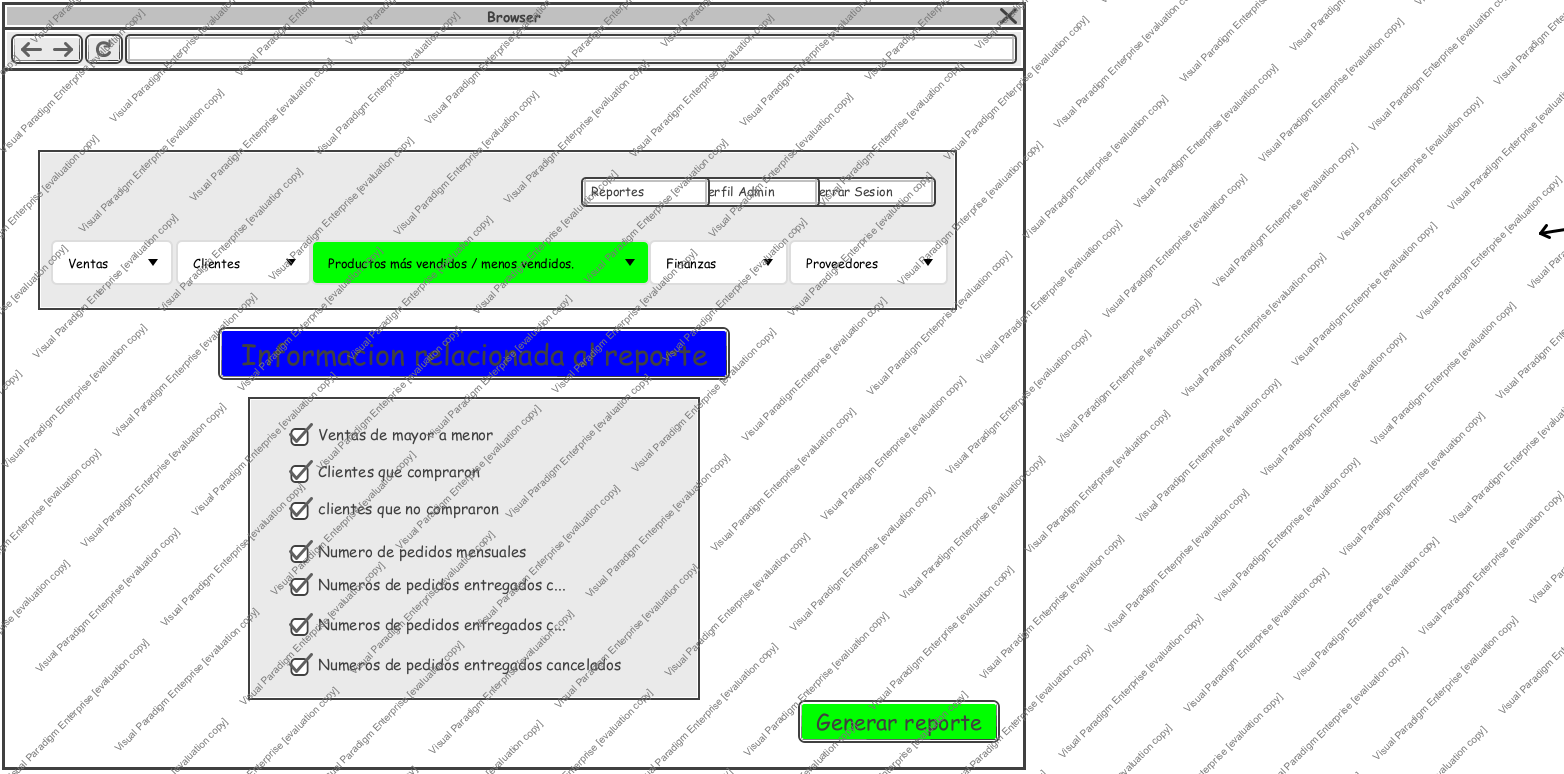 Browser
Reportes erfil Admin errar Sesion
Ventas Clientes Productos más vendidos / menos vendidos. Finanzas Proveedores
Informacion relacionada al reporte
Ventas de mayor a menor
Clientes que compraron
clientes que no compraron
Numero de pedidos mensuales
Numeros de pedidos entregados c...
Numeros de pedidos entregados c...
Numeros de pedidos entregados cancelados
Generar reporte
Visual Paradigm Enterprise [evaluation copy]